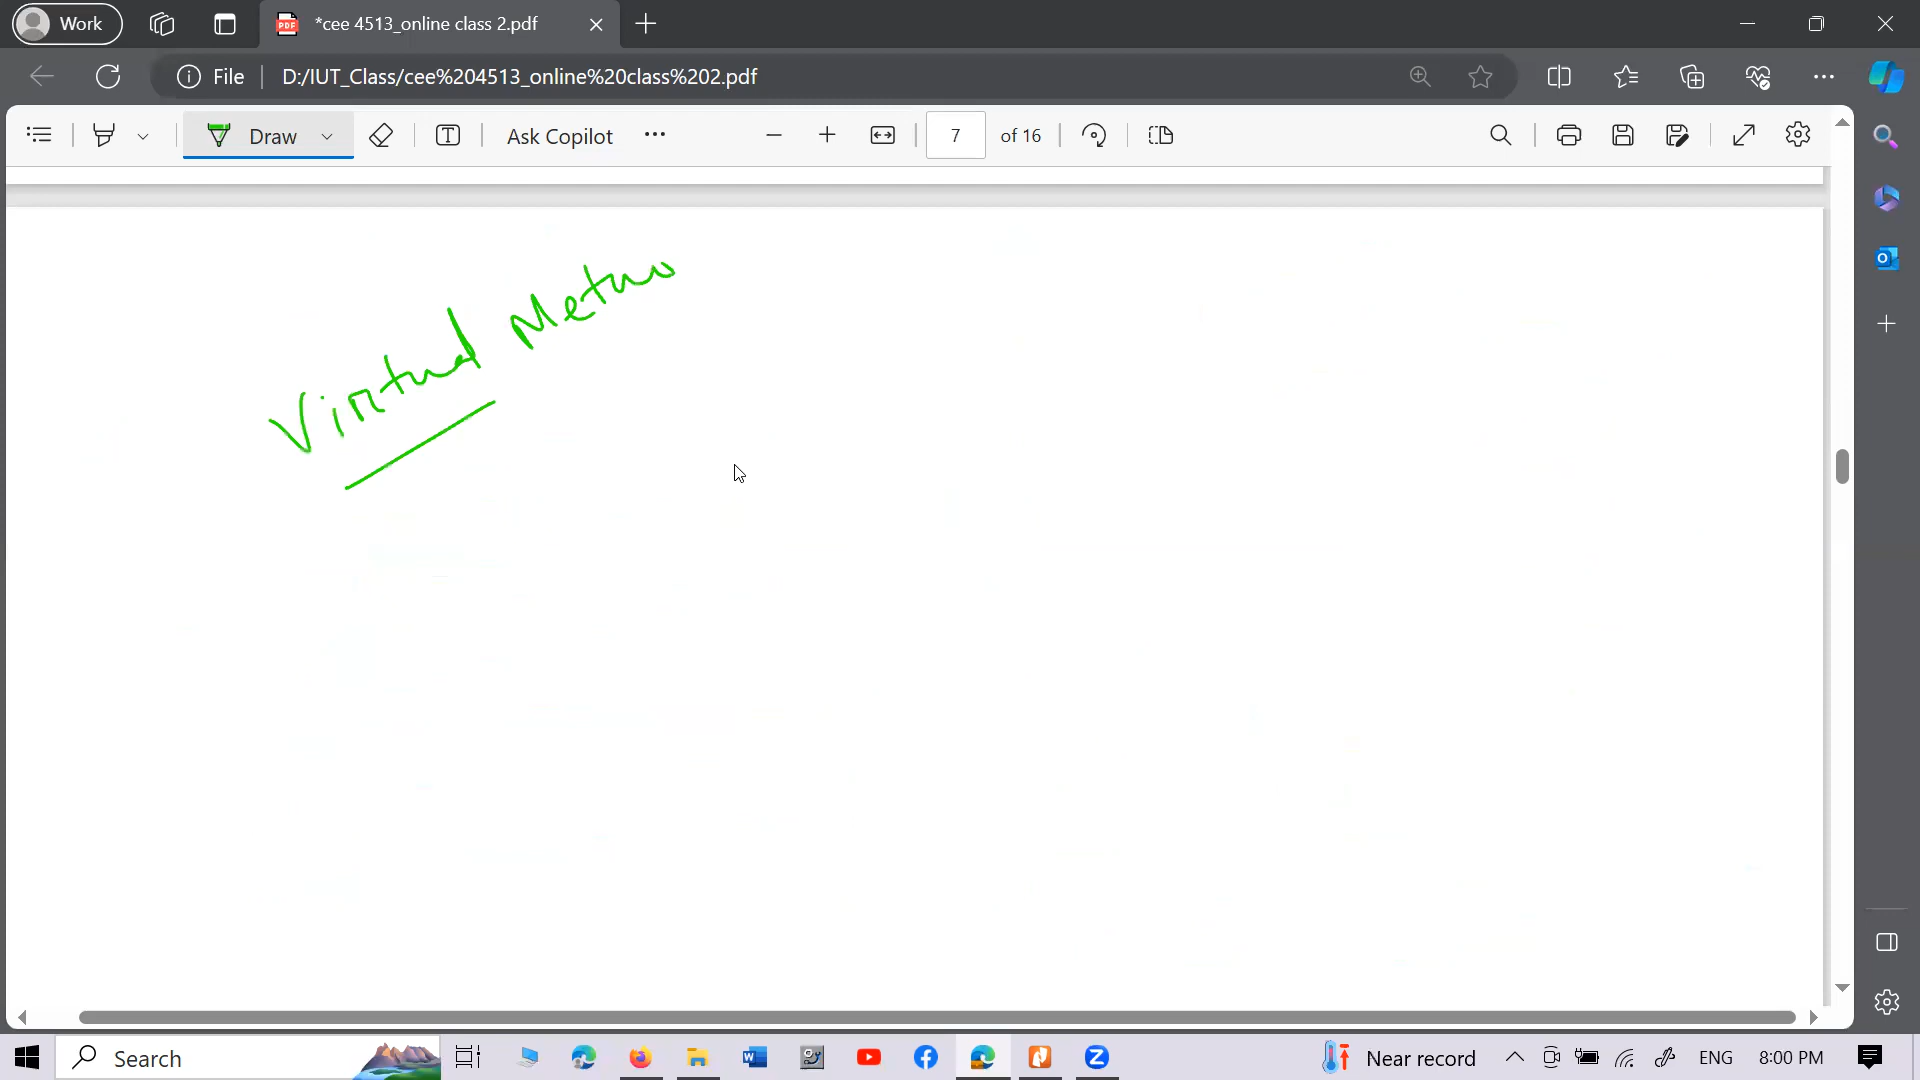 Work
*cee 4513_online class 2.pdf
File
D:/IUT_Class/cee%204513_online%20class%202.pdf
Draw
Ask Copilot
7
of 16
Virtual Metho
Search
Near record
ENG
8:00 PM